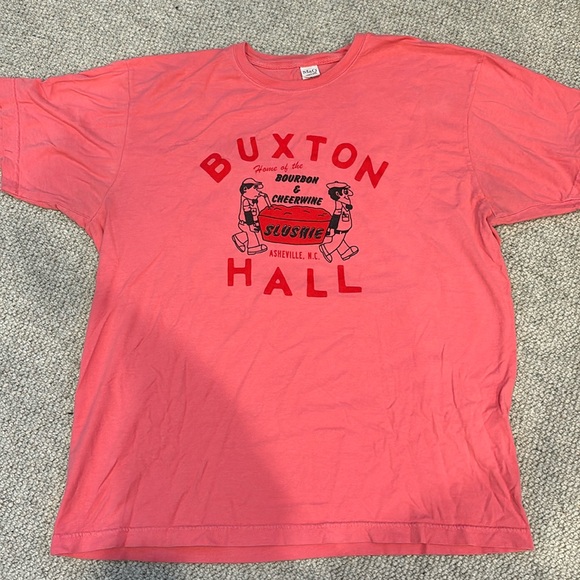 BUXTON
Home of the
BOURBON
&
CHEERWINE
SLUSHIE
ASHEVILLE, N.C.
HALL